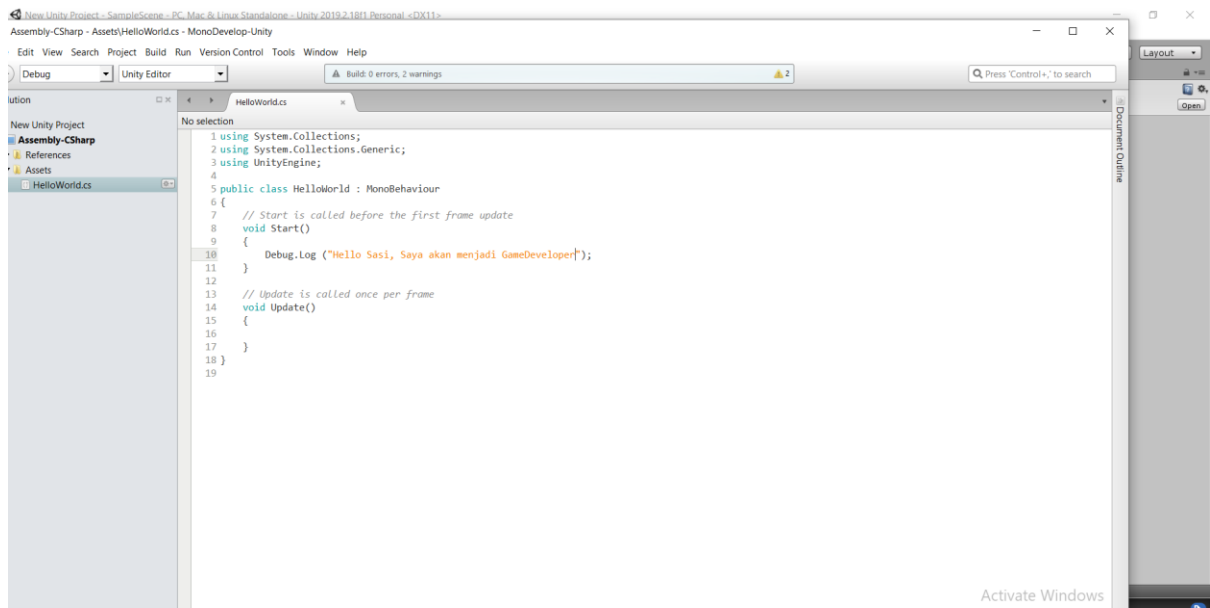 New Unity Project - SampleScene - PC, Mac & Linux Standalone - Unity 2019.2.18f1 Personal <DX11>
Assembly-CSharp - Assets\HelloWorld.cs - MonoDevelop-Unity
Edit View Search Project Build Run Version Control Tools Window Help
Layout
Debug Unity Editor Build: 0 errors, 2 warnings 2 Press 'Control+,' to search
lution HelloWorld.cs
Open
No selection
Document Outline
New Unity Project
Assembly-CSharp
References
Assets
HelloWorld.cs
1 using System.Collections;
2 using System.Collections.Generic;
3 using UnityEngine;
4
5 public class HelloWorld : MonoBehaviour
6 {
7 // Start is called before the first frame update
8 void Start()
9 {
10 Debug.Log ("Hello Sasi, Saya akan menjadi GameDeveloper");
11 }
12
13 // Update is called once per frame
14 void Update()
15 {
16
17 }
18 }
19
Activate Windows